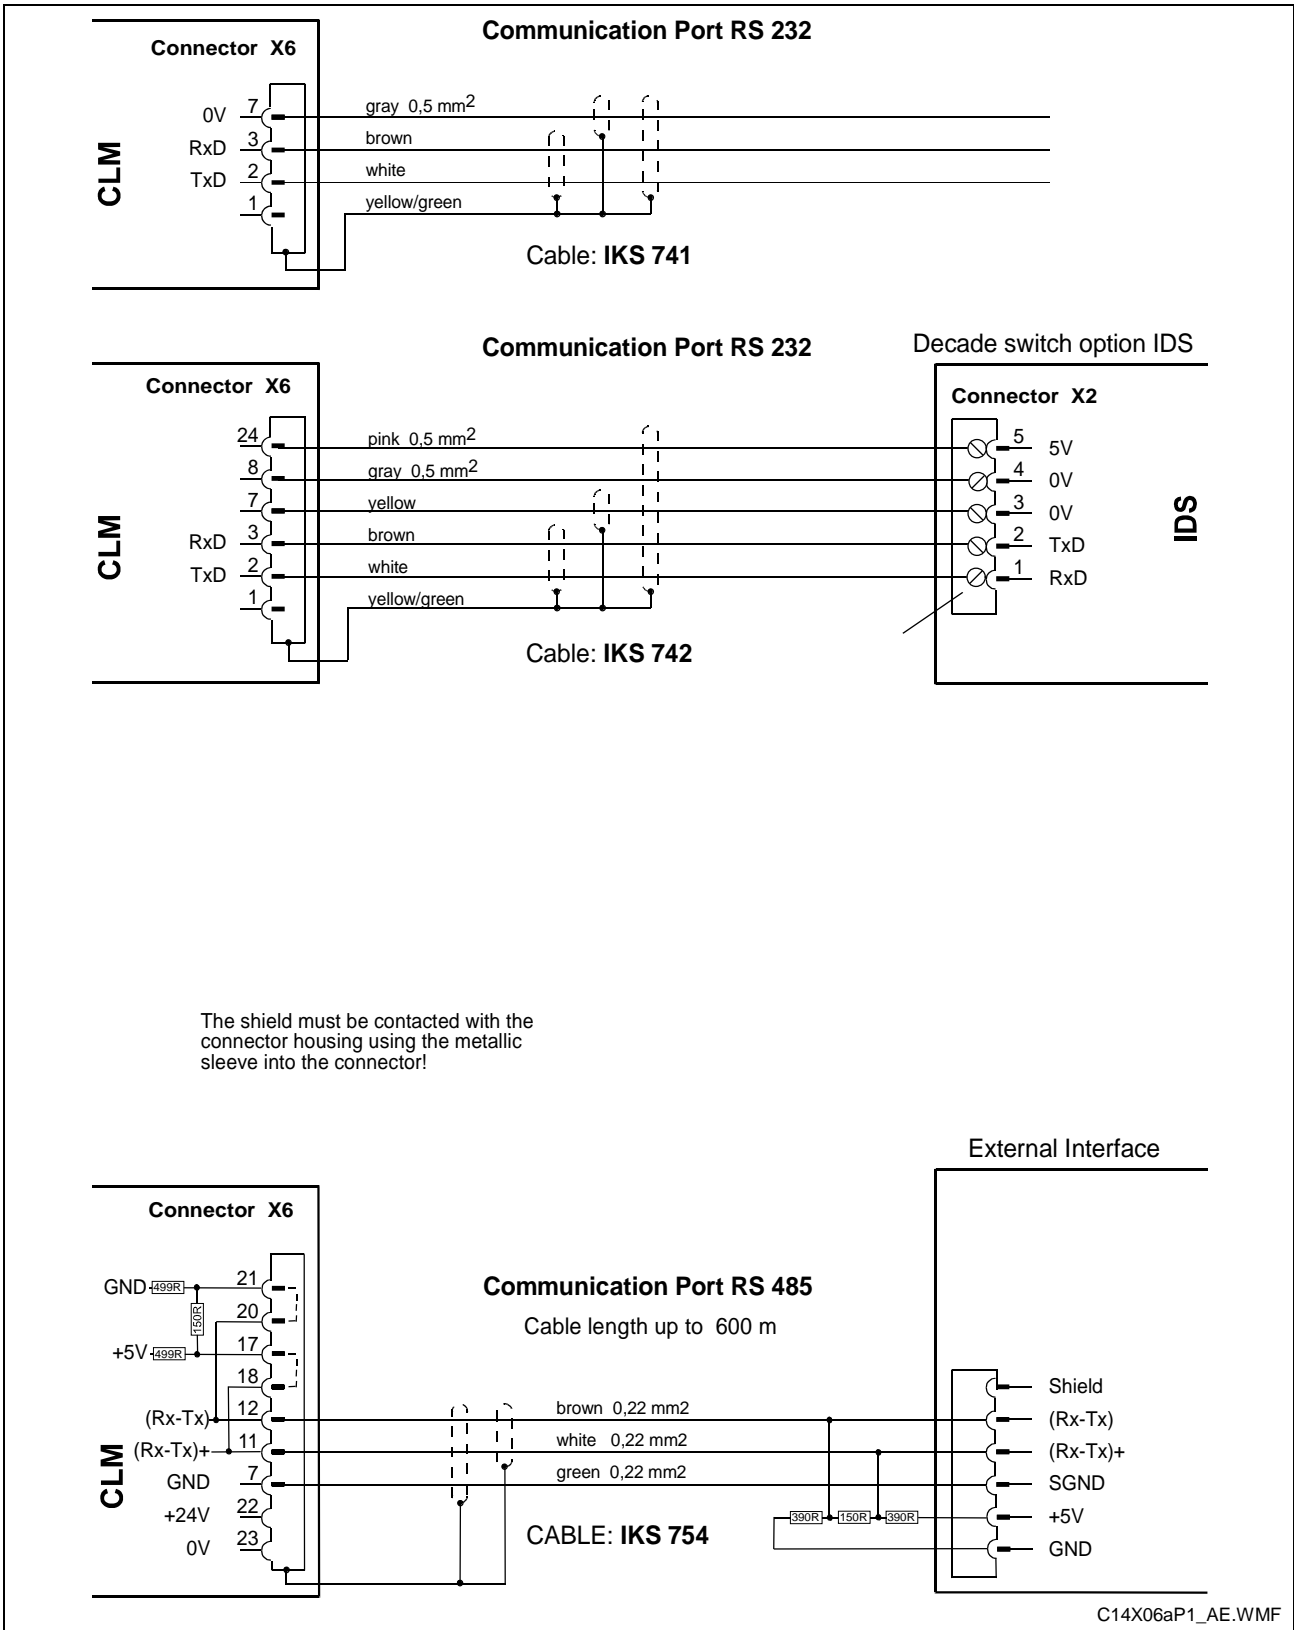 Communication Port RS 232
Connector X6
0V 7 gray 0,5 mm2
RxD 3 brown
TxD 2 white
1 yellow/green
CLM
Cable: IKS 741
Communication Port RS 232
Decade switch option IDS
Connector X6
Connector X2
24 pink 0,5 mm2 5 5V
8 gray 0,5 mm2 4 0V
7 yellow 3 0V
RxD 3 brown 2 TxD
TxD 2 white 1 RxD
1 yellow/green
CLM
IDS
Cable: IKS 742
The shield must be contacted with the
connector housing using the metallic
sleeve into the connector!
External Interface
Connector X6
Communication Port RS 485
Cable length up to 600 m
GND 499R 21
150R 20
+5V 499R 17
18
Shield
(Rx-Tx) 12 brown 0,22 mm2 (Rx-Tx)
(Rx-Tx)+ 11 white 0,22 mm2 (Rx-Tx)+
GND 7 green 0,22 mm2 SGND
+24V 22 390R 150R 390R +5V
0V 23 GND
CLM
CABLE: IKS 754
C14X06aP1_AE.WMF